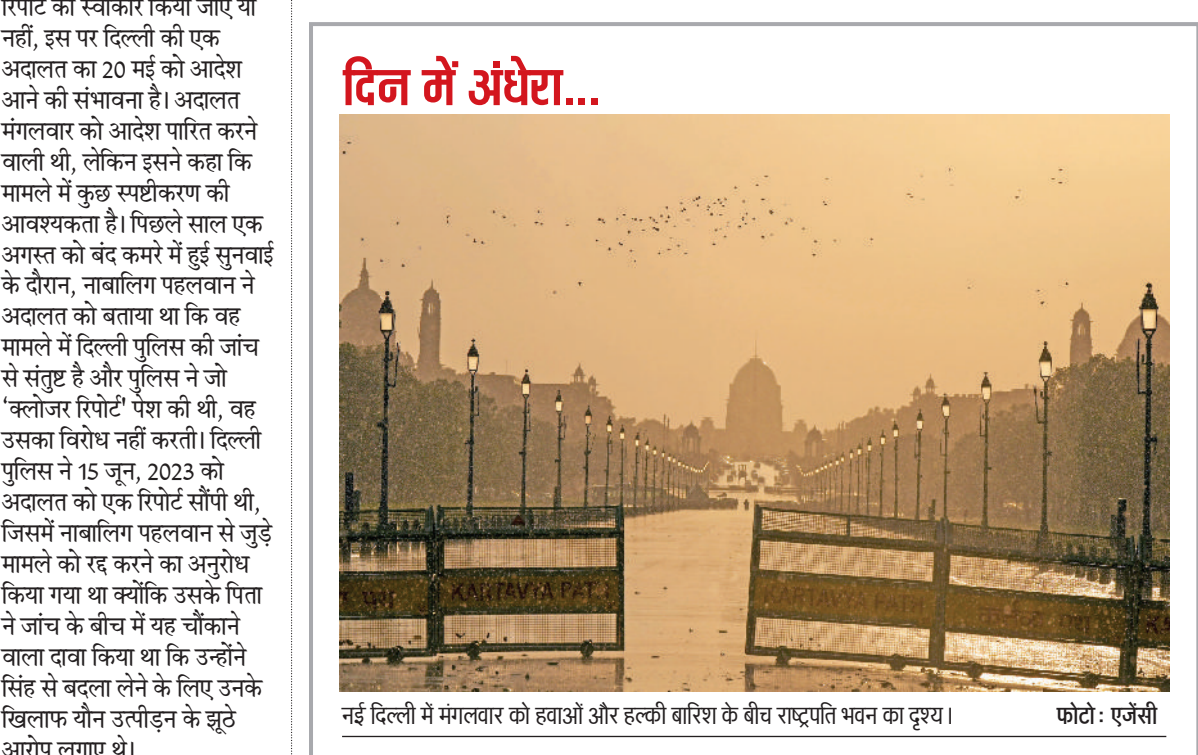 रिपोर्ट को स्वीकार किया जाए या
नहीं, इस पर दिल्ली की एक
अदालत का 20 मई को आदेश
आने की संभावना है। अदालत
मंगलवार को आदेश पारित करने
वाली थी, लेकिन इसने कहा कि
मामले में कुछ स्पष्टीकरण की
आवश्यकता है। पिछले साल एक
अगस्त को बंद कमरे में हुई सुनवाई
के दौरान, नाबालिग पहलवान ने
अदालत को बताया था कि वह
मामले में दिल्ली पुलिस की जांच
से संतुष्ट है और पुलिस ने जो
‘क्लोजर रिपोर्ट' पेश की थी, वह
उसका विरोध नहीं करती। दिल्ली
पुलिस ने 15 जून, 2023 को
अदालत को एक रिपोर्ट सौंपी थी,
जिसमें नाबालिग पहलवान से जुड़े
मामले को रद्द करने का अनुरोध
किया गया था क्योंकि उसके पिता
ने जांच के बीच में यह चौंकाने
वाला दावा किया था कि उन्होंने
सिंह से बदला लेने के लिए उनके
खिलाफ यौन उत्पीड़न के झूठे
आरोप लगाए थे।
दिन में अंधेरा...
KARTAVYA PAT
KARTAVYA PATH
नई दिल्ली में मंगलवार को हवाओं और हल्की बारिश के बीच राष्ट्रपति भवन का दृश्य।
फोटो : एजेंसी